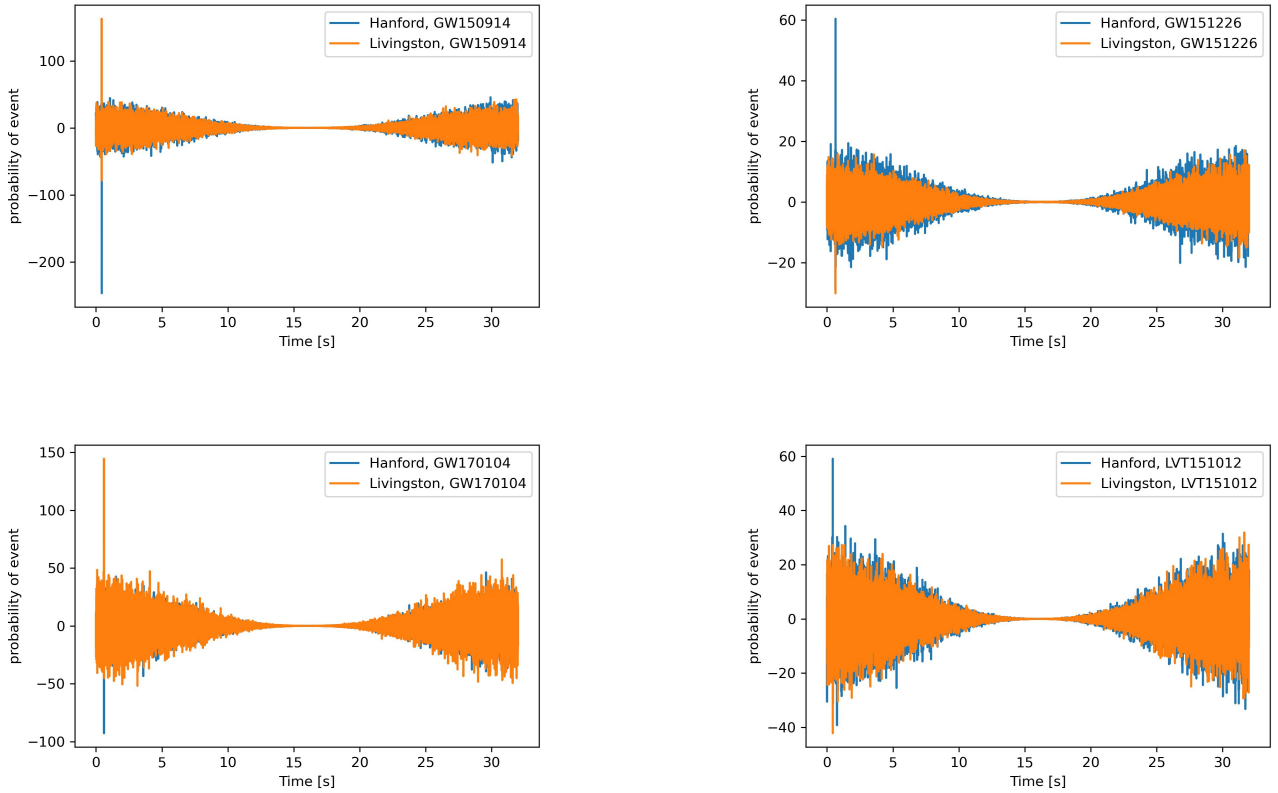 Hanford, GW150914
Livingston, GW150914
100
0
−100
−200
probability of event
0 5 10 15 20 25 30
Time [s]
Hanford, GW151226
Livingston, GW151226
60
40
20
0
−20
probability of event
0 5 10 15 20 25 30
Time [s]
Hanford, GW170104
Livingston, GW170104
150
100
50
0
−50
−100
probability of event
0 5 10 15 20 25 30
Time [s]
Hanford, LVT151012
Livingston, LVT151012
60
40
20
0
−20
−40
probability of event
0 5 10 15 20 25 30
Time [s]